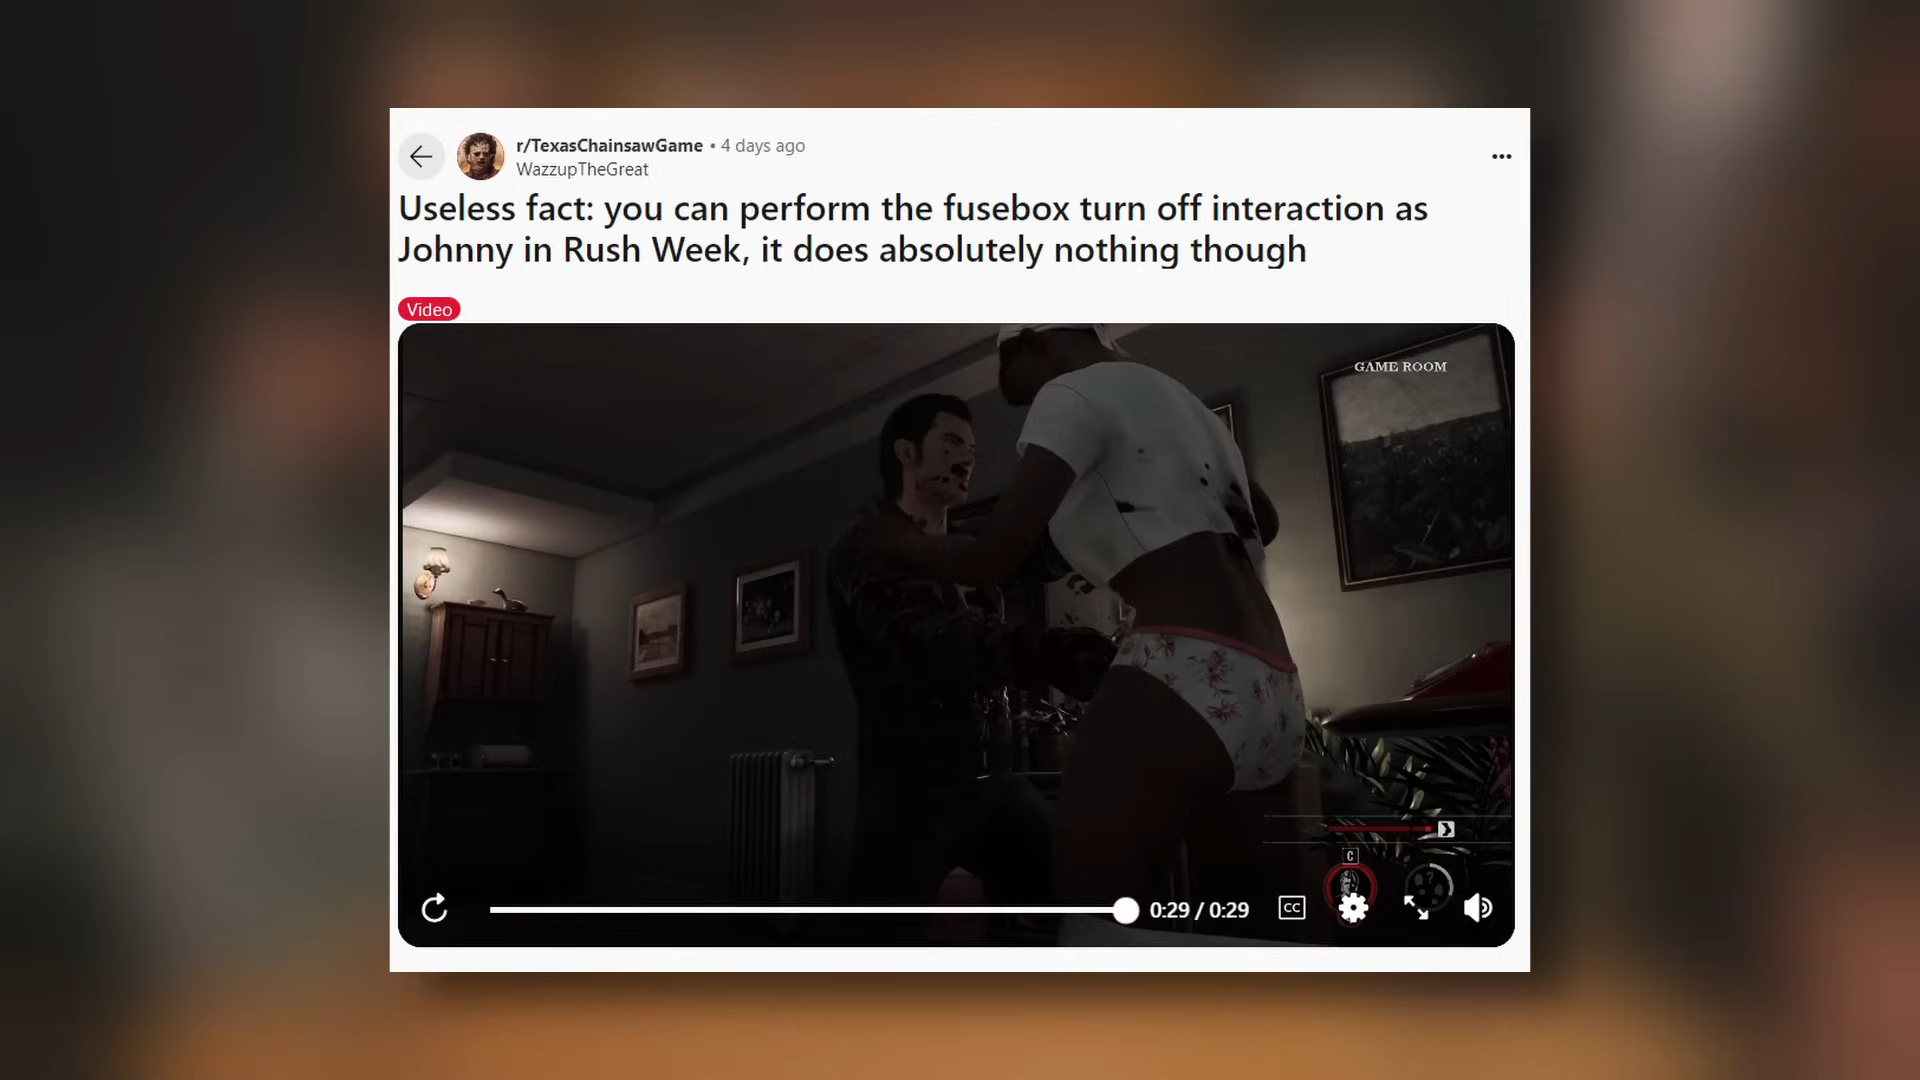 r/TexasChainsawGame • 4 days ago
WazzupTheGreat
Useless fact: you can perform the fusebox turn off interaction as
Johnny in Rush Week, it does absolutely nothing though
Video
GAME ROOM
C
?
0:29 / 0:29
CC